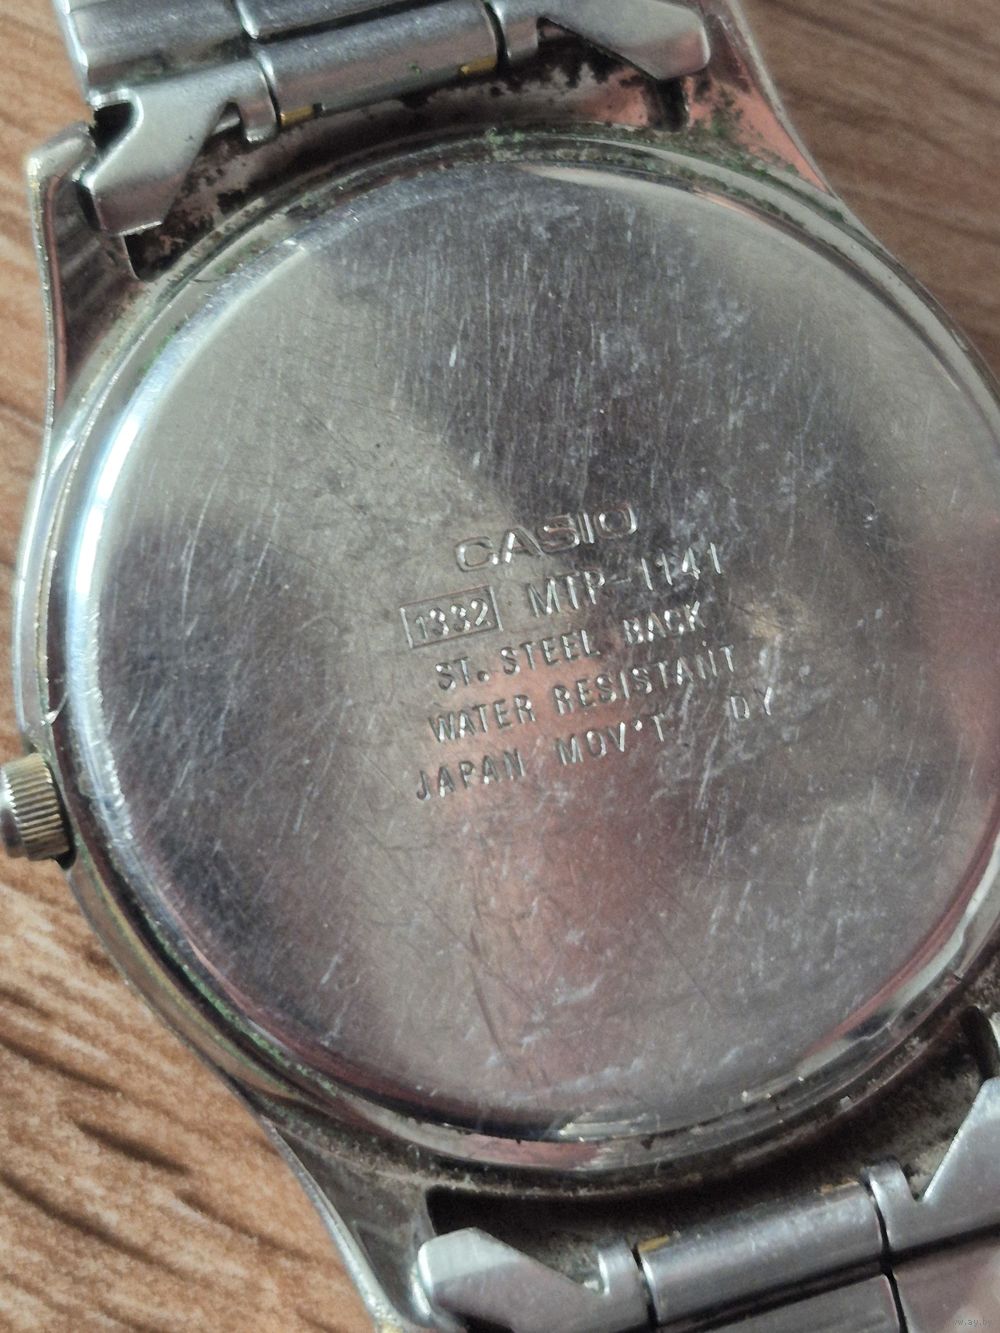 CASIO
1332 MTP-1141
ST. STEEL BACK
WATER RESISTANT
JAPAN MOV'T DY